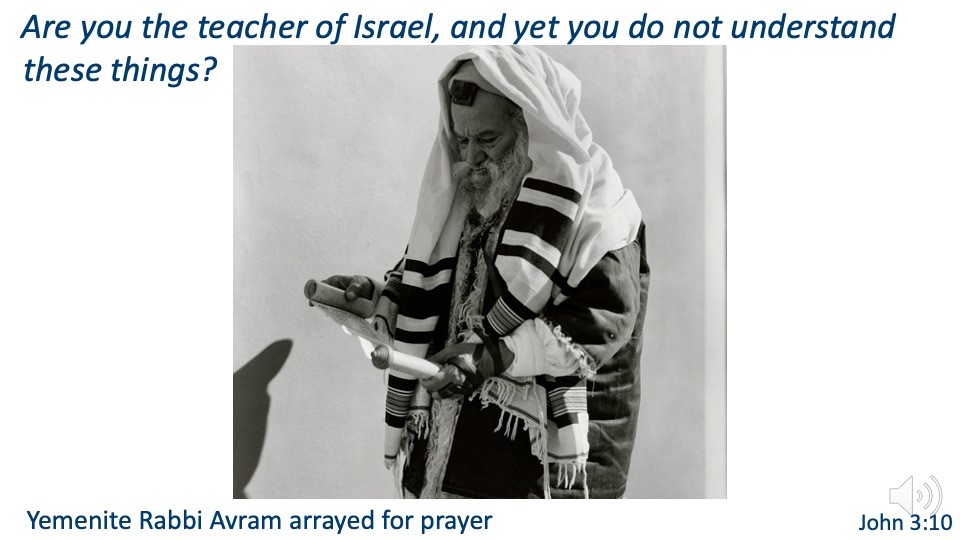 Are you the teacher of Israel, and yet you do not understand
these things?
Yemenite Rabbi Avram arrayed for prayer
John 3:10